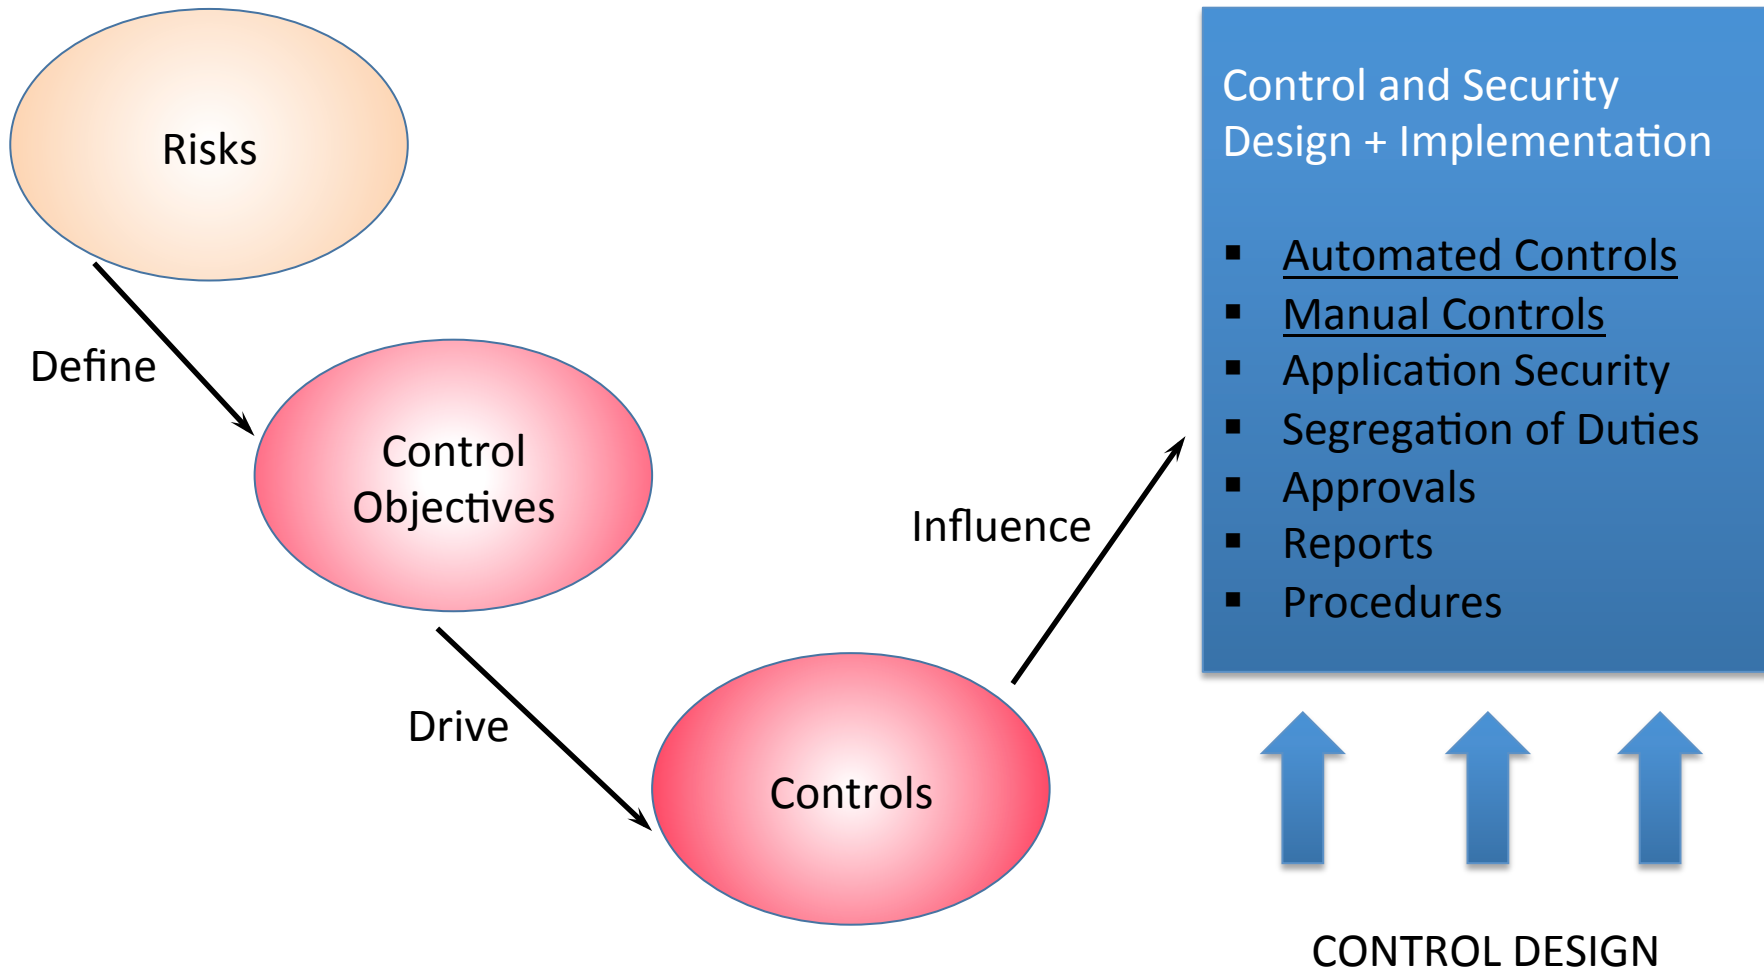 Risks
Define
Control
Objectives
Drive
Controls
Influence
Control and Security
Design + Implementation
▪ Automated Controls
▪ Manual Controls
▪ Application Security
▪ Segregation of Duties
▪ Approvals
▪ Reports
▪ Procedures
CONTROL DESIGN